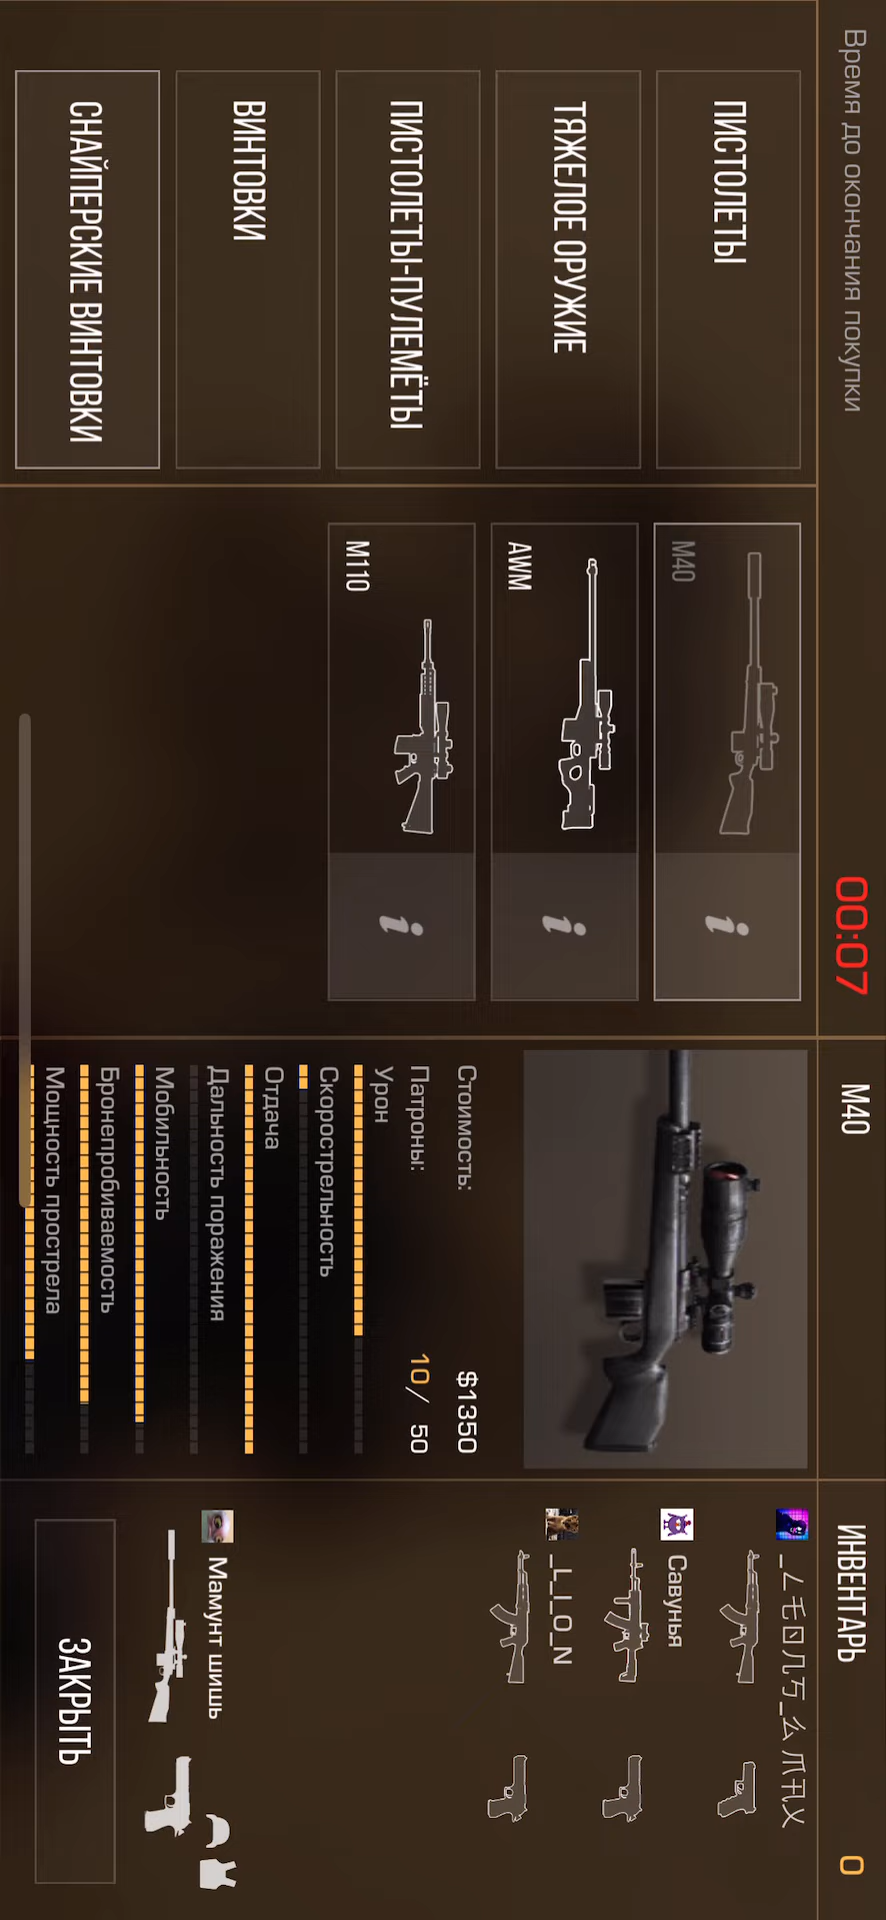 Время до окончания покупки
00:07
ПИСТОЛЕТЫ
ТЯЖЕЛОЕ ОРУЖИЕ
ПИСТОЛЕТЫ-ПУЛЕМЁТЫ
ВИНТОВКИ
СНАЙПЕРСКИЕ ВИНТОВКИ
M40
i
AWM
i
M110
i
M40
Стоимость: $1350
Патроны: 10 / 50
Урон
Скорострельность
Отдача
Дальность поражения
Мобильность
Бронепробиваемость
Мощность прострела
ИНВЕНТАРЬ 0
Савунья
_L_I_O_N
Мамунт шишь
ЗАКРЫТЬ